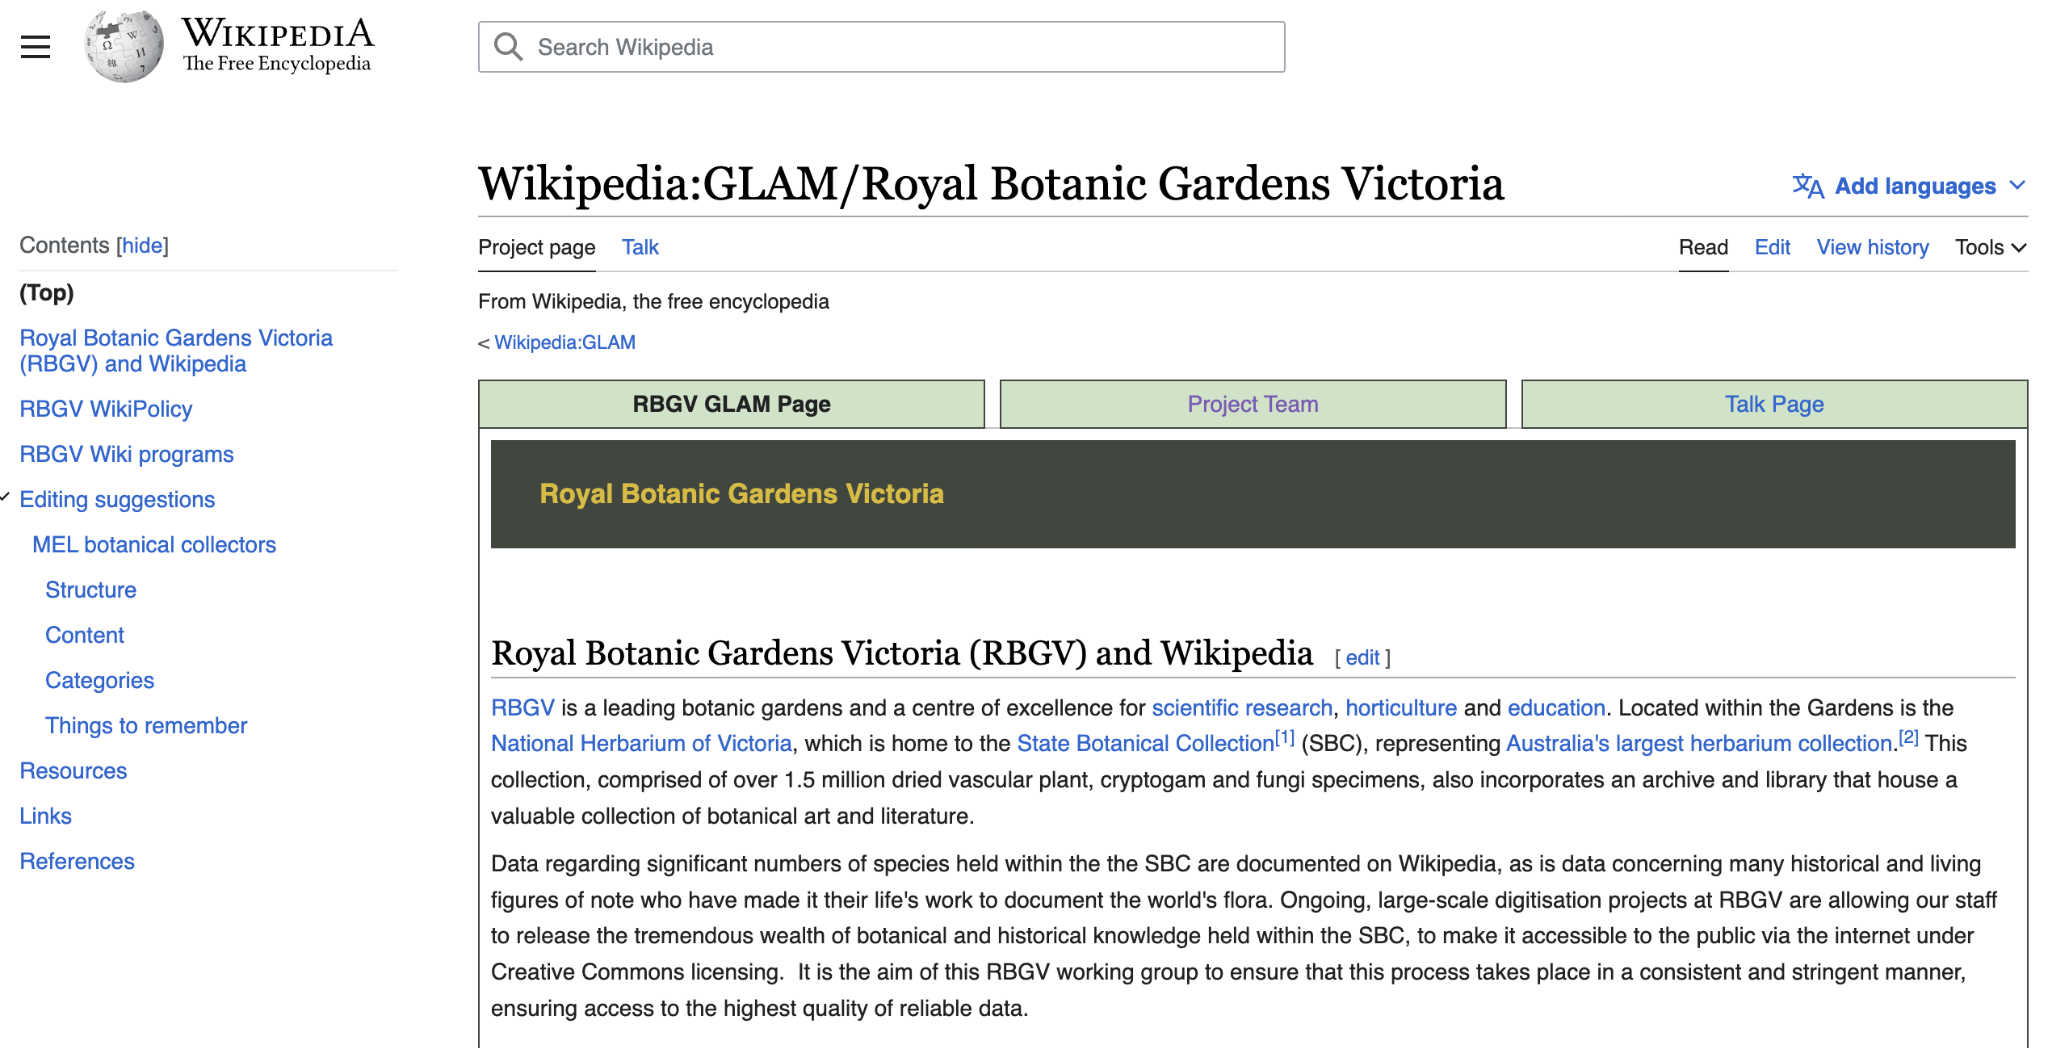 WIKIPEDIA
The Free Encyclopedia
Search Wikipedia
Wikipedia:GLAM/Royal Botanic Gardens Victoria
Add languages
Project page Talk
Read Edit View history Tools
From Wikipedia, the free encyclopedia
< Wikipedia:GLAM
Contents [hide]
(Top)
Royal Botanic Gardens Victoria
(RBGV) and Wikipedia
RBGV WikiPolicy
RBGV Wiki programs
Editing suggestions
MEL botanical collectors
Structure
Content
Categories
Things to remember
Resources
Links
References
RBGV GLAM Page
Project Team
Talk Page
Royal Botanic Gardens Victoria
Royal Botanic Gardens Victoria (RBGV) and Wikipedia [ edit ]
RBGV is a leading botanic gardens and a centre of excellence for scientific research, horticulture and education. Located within the Gardens is the
National Herbarium of Victoria, which is home to the State Botanical Collection[1] (SBC), representing Australia's largest herbarium collection.[2] This
collection, comprised of over 1.5 million dried vascular plant, cryptogam and fungi specimens, also incorporates an archive and library that house a
valuable collection of botanical art and literature.
Data regarding significant numbers of species held within the the SBC are documented on Wikipedia, as is data concerning many historical and living
figures of note who have made it their life's work to document the world's flora. Ongoing, large-scale digitisation projects at RBGV are allowing our staff
to release the tremendous wealth of botanical and historical knowledge held within the SBC, to make it accessible to the public via the internet under
Creative Commons licensing.  It is the aim of this RBGV working group to ensure that this process takes place in a consistent and stringent manner,
ensuring access to the highest quality of reliable data.